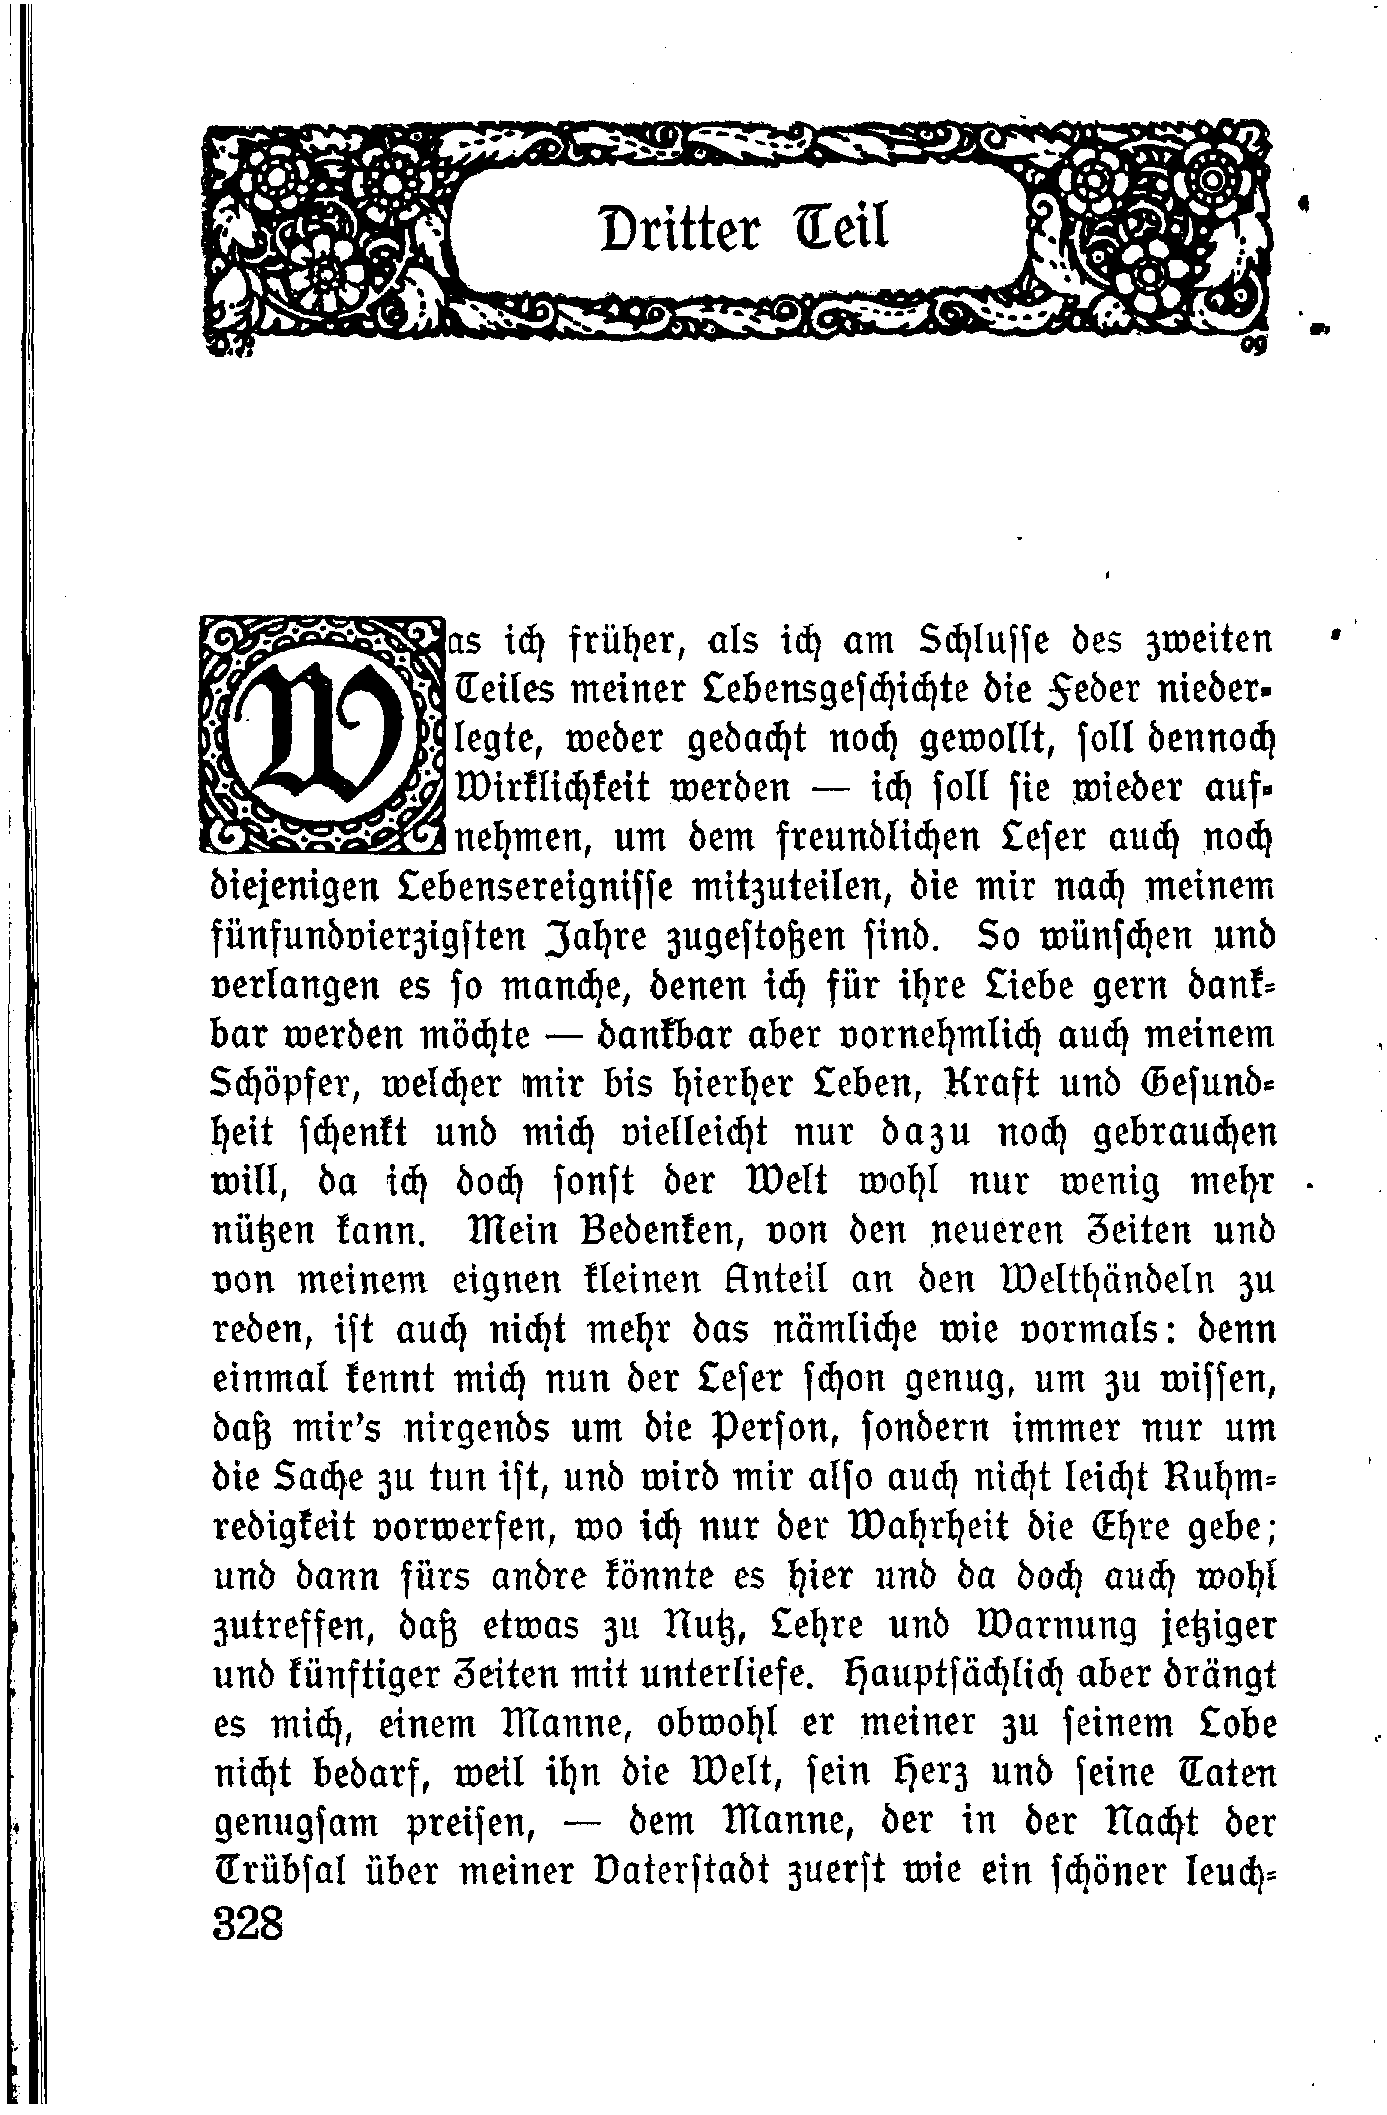 Dritter Teil
Was ich früher, als ich am Schlusse des zweiten
Teiles meiner Lebensgeschichte die Feder nieder-
legte, weder gedacht noch gewollt, soll dennoch
Wirklichkeit werden — ich soll sie wieder auf-
nehmen, um dem freundlichen Leser auch noch
diejenigen Lebensereignisse mitzuteilen, die mir nach meinem
fünfundvierzigsten Jahre zugestoßen sind. So wünschen und
verlangen es so manche, denen ich für ihre Liebe gern dank-
bar werden möchte — dankbar aber vornehmlich auch meinem
Schöpfer, welcher mir bis hierher Leben, Kraft und Gesund-
heit schenkt und mich vielleicht nur dazu noch gebrauchen
will, da ich doch sonst der Welt wohl nur wenig mehr
nützen kann. Mein Bedenken, von den neueren Zeiten und
von meinem eignen kleinen Anteil an den Welthändeln zu
reden, ist auch nicht mehr das nämliche wie vormals: denn
einmal kennt mich nun der Leser schon genug, um zu wissen,
daß mir's nirgends um die Person, sondern immer nur um
die Sache zu tun ist, und wird mir also auch nicht leicht Ruhm-
redigkeit vorwerfen, wo ich nur der Wahrheit die Ehre gebe;
und dann fürs andre könnte es hier und da doch auch wohl
zutreffen, daß etwas zu Nutz, Lehre und Warnung jetziger
und künftiger Zeiten mit unterliefe. Hauptsächlich aber drängt
es mich, einem Manne, obwohl er meiner zu seinem Lobe
nicht bedarf, weil ihn die Welt, sein Herz und seine Taten
genugsam preisen, — dem Manne, der in der Nacht der
Trübsal über meiner Vaterstadt zuerst wie ein schöner leuch-
328